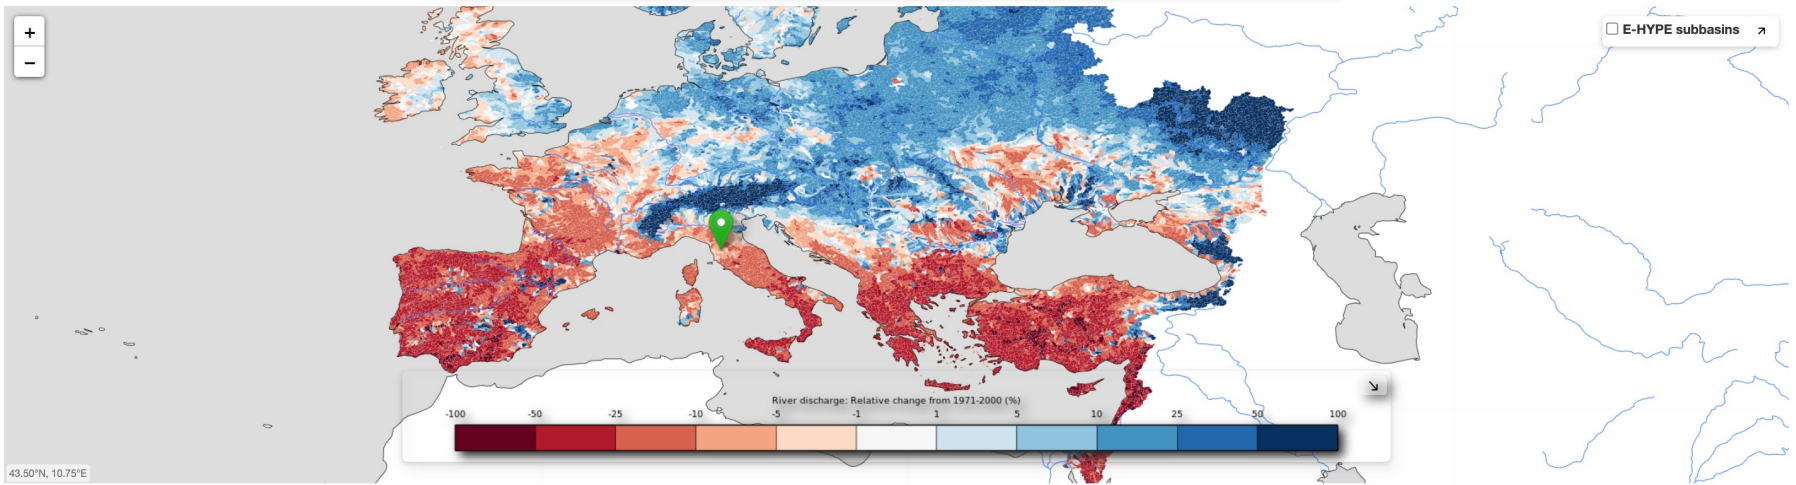 +
E-HYPE subbasins
−
River discharge: Relative change from 1971-2000 (%)
-100 -50 -25 -10 -5 -1 1 5 10 25 50 100
43.50°N, 10.75°E